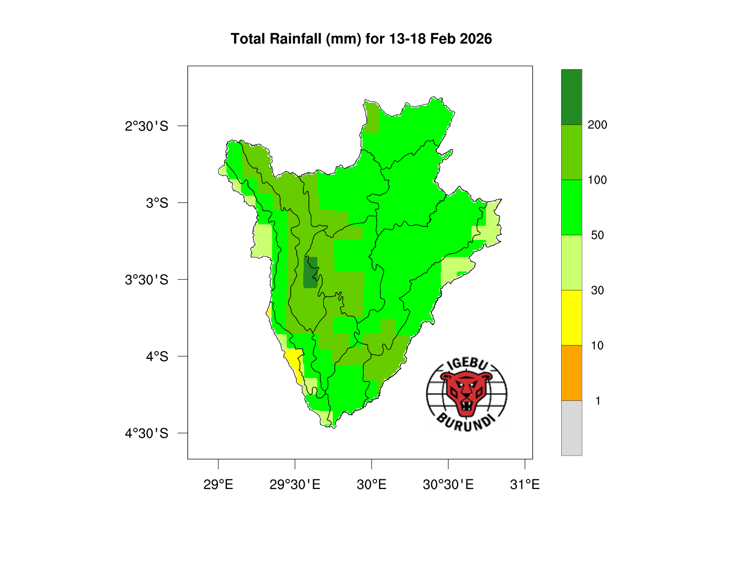 Total Rainfall (mm) for 13-18 Feb 2026
2°30'S
3°S
3°30'S
4°S
4°30'S
29°E
29°30'E
30°E
30°30'E
31°E
200
100
50
30
10
1
IGEBU
BURUNDI